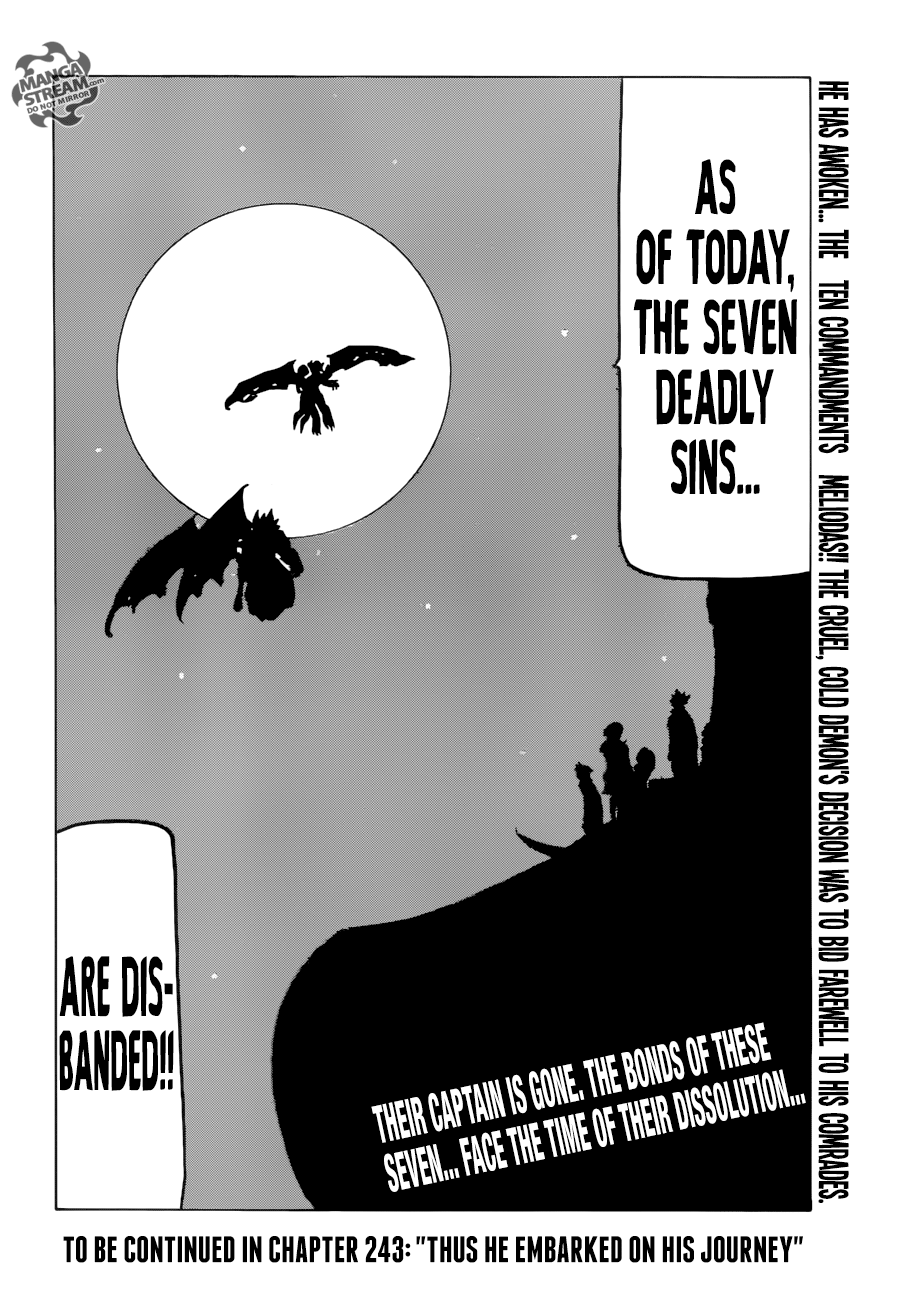 MANGA
STREAM.com
DO NOT MIRROR
AS
OF TODAY,
THE SEVEN
DEADLY
SINS...
HE HAS AWOKEN... THE TEN COMMANDMENTS MELIODAS!! THE CRUEL, COLD DEMON'S DECISION WAS TO BID FAREWELL TO HIS COMRADES.
ARE DIS-
BANDED!!
THEIR CAPTAIN IS GONE. THE BONDS OF THESE
SEVEN... FACE THE TIME OF THEIR DISSOLUTION...
TO BE CONTINUED IN CHAPTER 243: "THUS HE EMBARKED ON HIS JOURNEY"